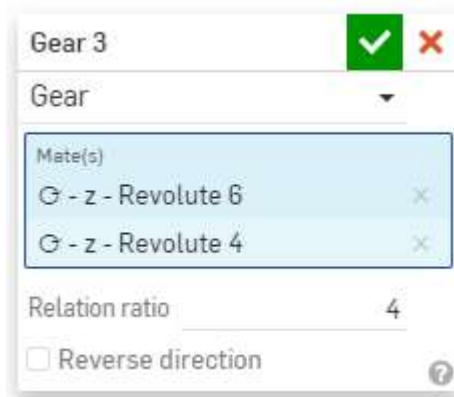 Gear 3
Gear
Mate(s)
- z - Revolute 6
- z - Revolute 4
Relation ratio 4
Reverse direction
?